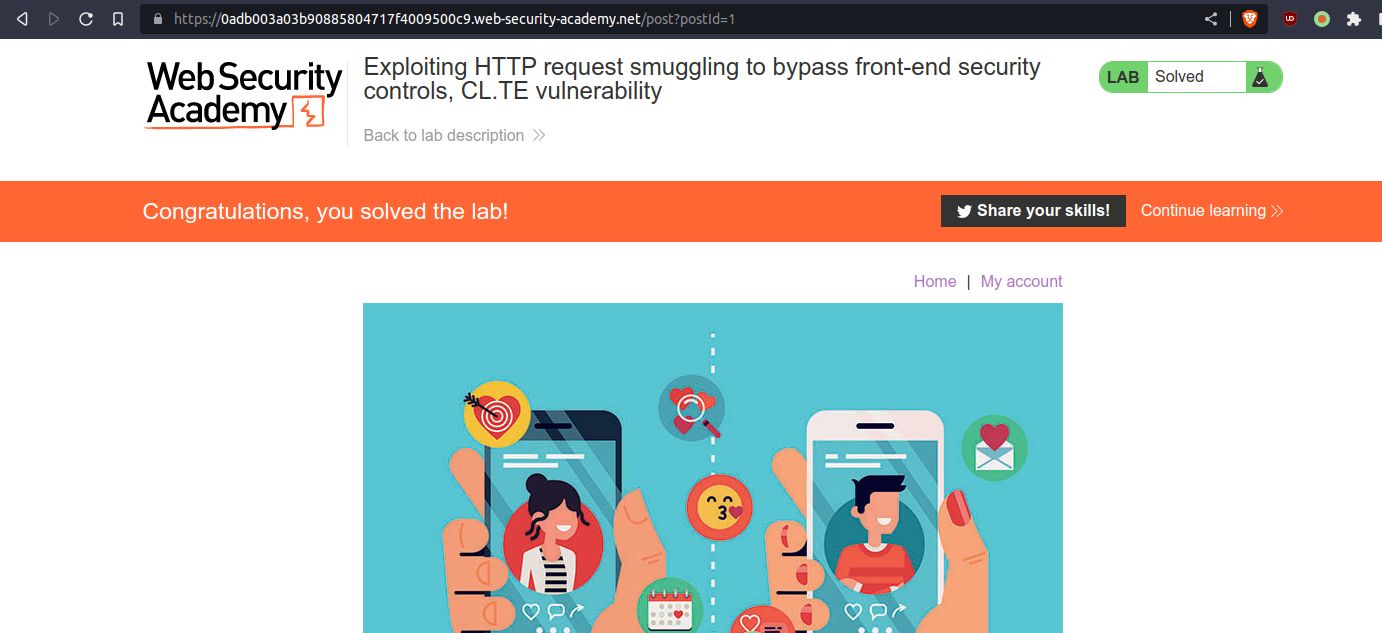 https://0adb003a03b90885804717f4009500c9.web-security-academy.net/post?postId=1
Web Security
Academy
Exploiting HTTP request smuggling to bypass front-end security
controls, CL.TE vulnerability
Back to lab description
LAB Solved
Congratulations, you solved the lab!
Share your skills!
Continue learning
Home | My account